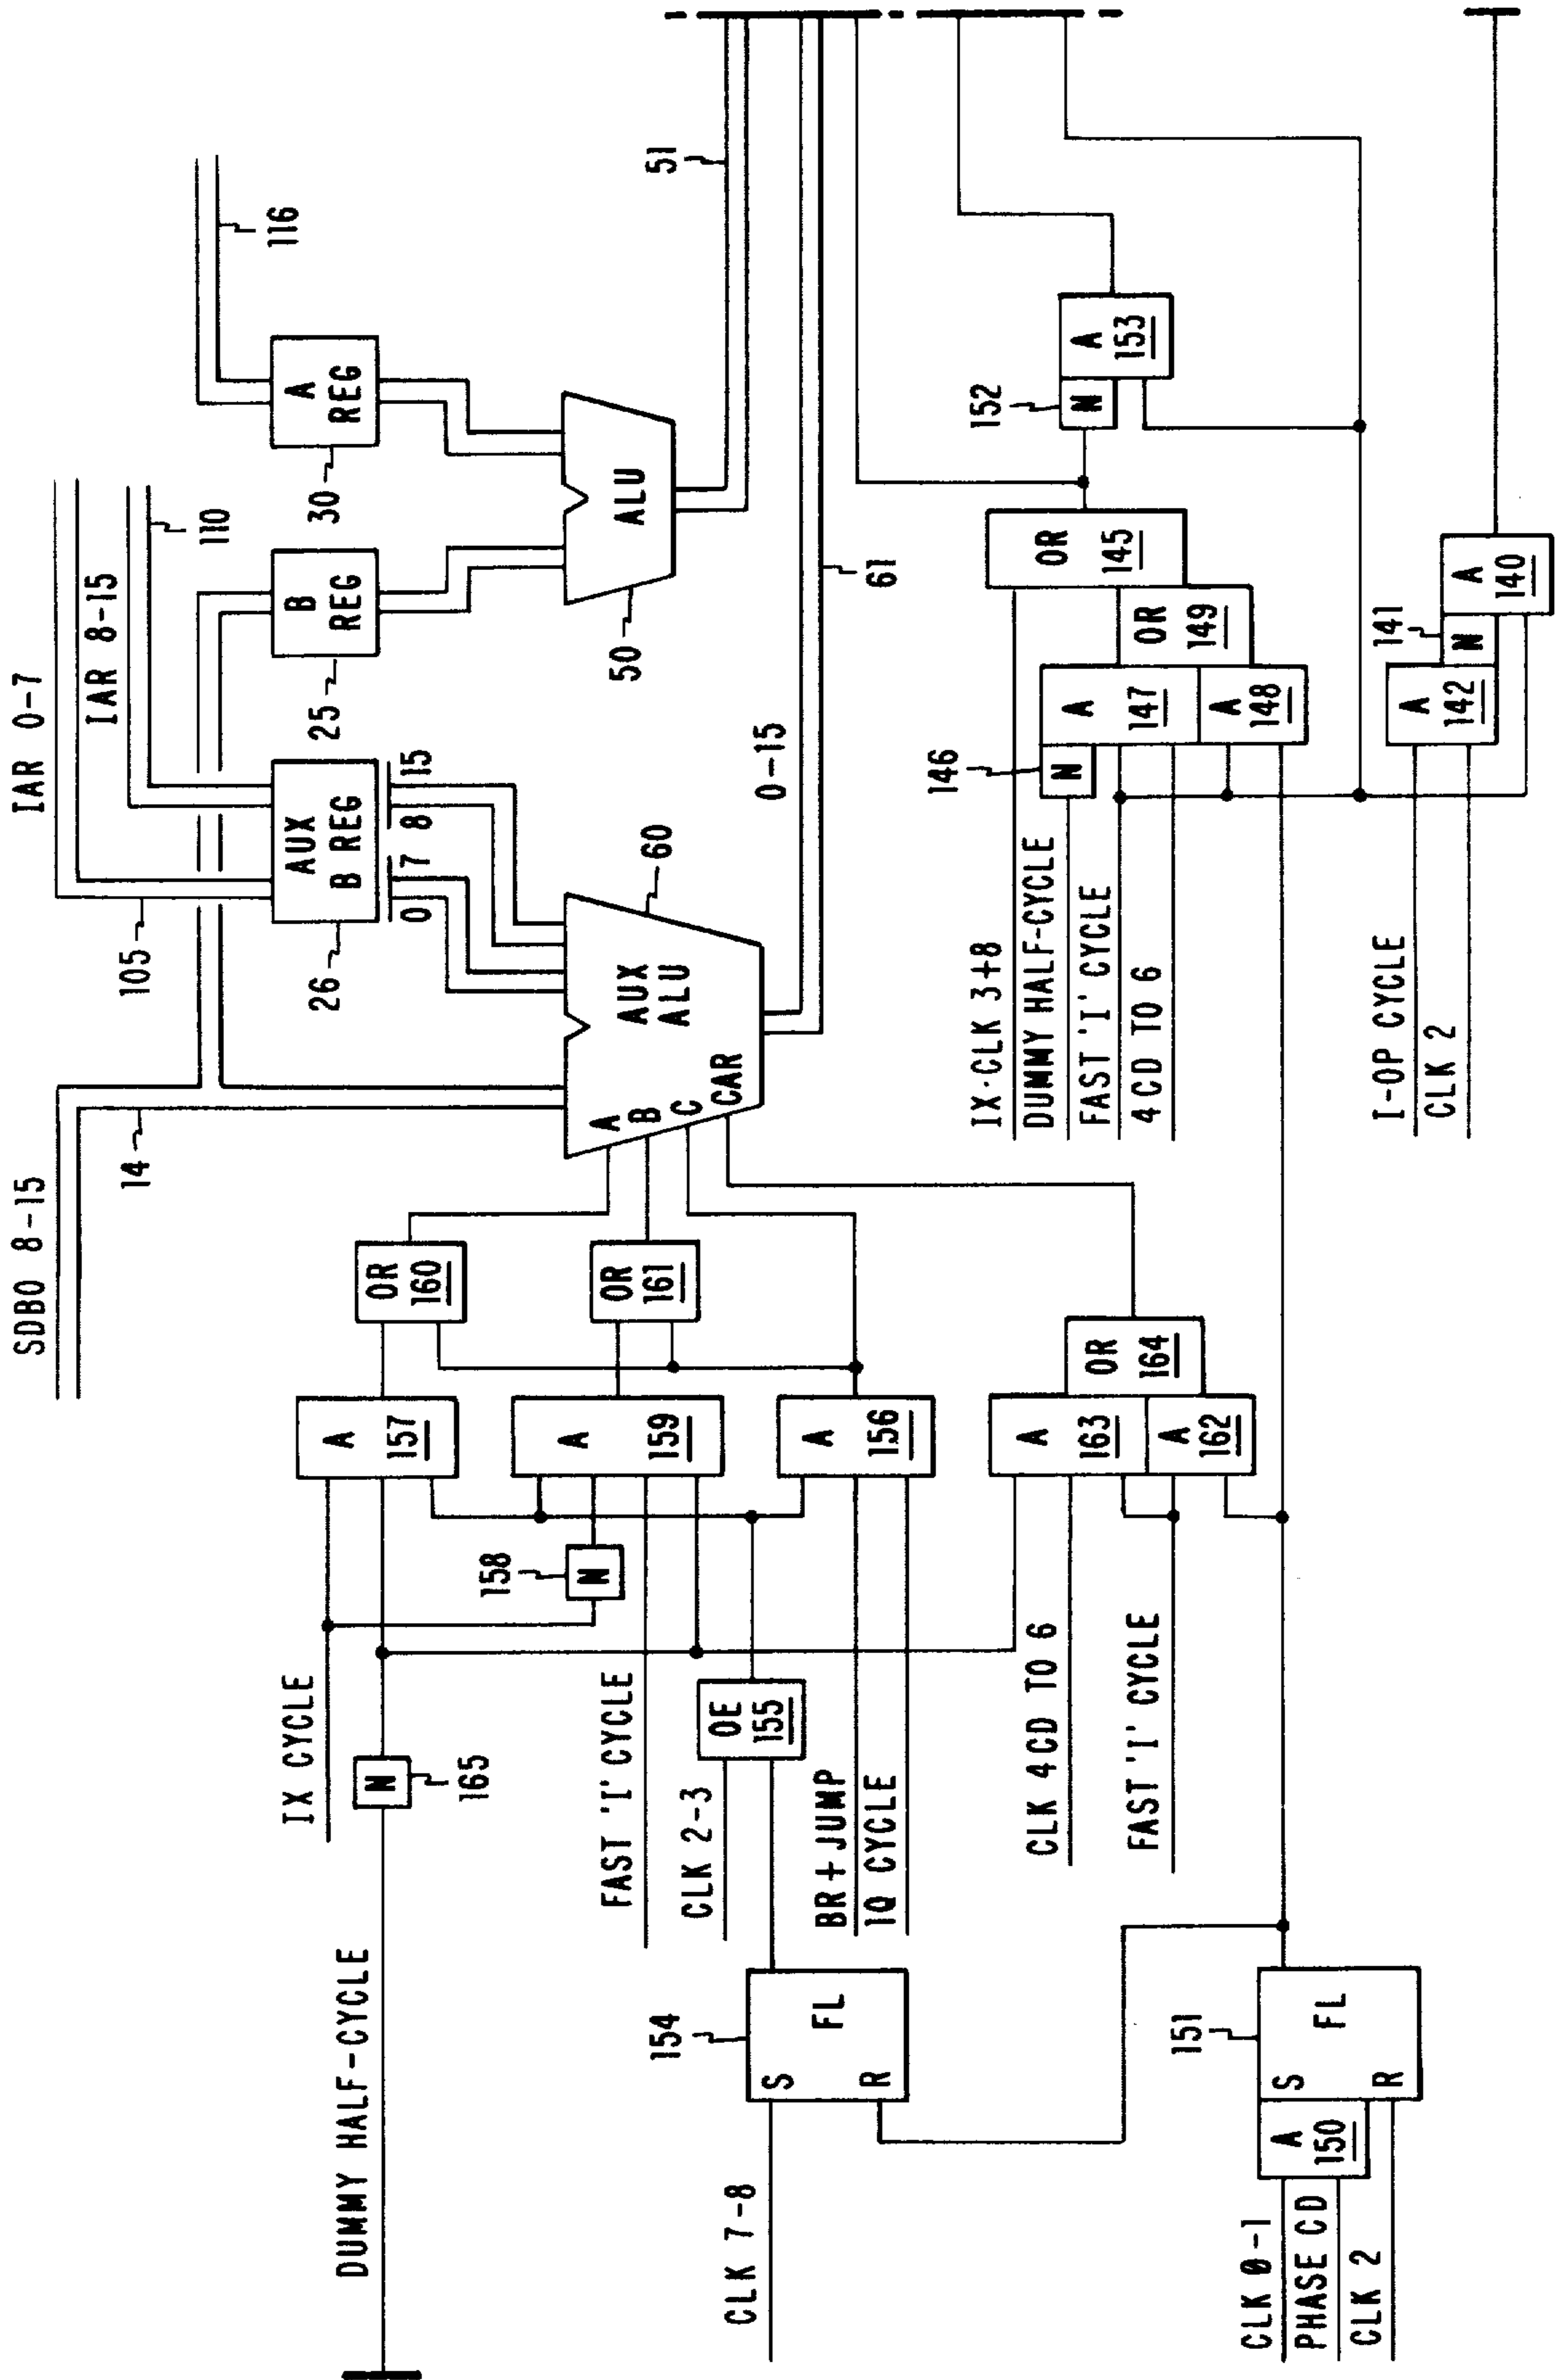 SDBO 8-15
IAR 0-7
IAR 8-15
14
105
110
116
AUX
B REG
26
B
REG
25
A
REG
30
0 7
8 15
A
B
C
CAR
AUX
ALU
60
ALU
50
51
0-15
61
DUMMY HALF-CYCLE
IX CYCLE
N
165
A
157
OR
160
N
158
A
159
OR
161
FAST 'I' CYCLE
CLK 2-3
OE
155
BR+JUMP
1Q CYCLE
A
156
CLK 4CD TO 6
FAST 'I' CYCLE
A
163
A
162
OR
164
CLK 7-8
154
S
R
FL
CLK 0-1
PHASE CD
CLK 2
A
150
151
S
R
FL
IX·CLK 3+8
DUMMY HALF-CYCLE
FAST 'I' CYCLE
4CD TO 6
146
N
A
147
A
148
OR
149
OR
145
152
N
A
153
I-OP CYCLE
CLK 2
A
142
141
N
A
140